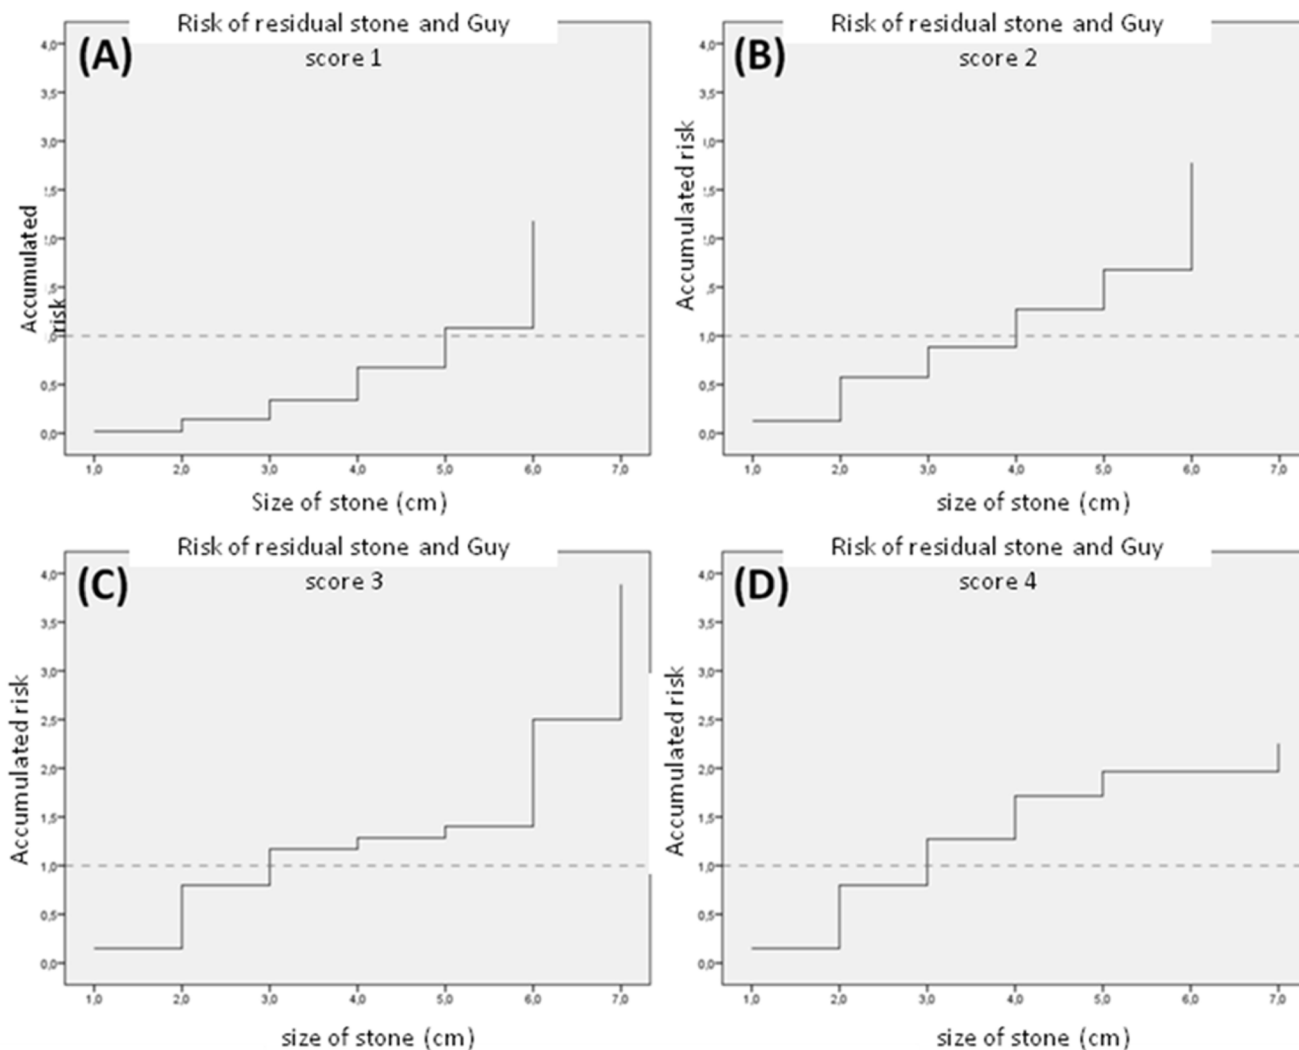 Risk of residual stone and Guy
score 1
(A)
4,0
3,5
3,0
0,5
0,0
Accumulated
risk
1,0 2,0 3,0 4,0 5,0 6,0 7,0
Size of stone (cm)
Risk of residual stone and Guy
score 2
(B)
4,0
3,5
0,5
0,0
Accumulated risk
1,0 2,0 3,0 4,0 5,0 6,0 7,0
size of stone (cm)
Risk of residual stone and Guy
score 3
(C)
4,0
3,5
3,0
2,5
2,0
1,5
1,0
0,5
0,0
Accumulated risk
1,0 2,0 3,0 4,0 5,0 6,0 7,0
size of stone (cm)
Risk of residual stone and Guy
score 4
(D)
4,0
3,5
3,0
2,5
2,0
1,5
1,0
0,5
0,0
Accumulated risk
1,0 2,0 3,0 4,0 5,0 6,0 7,0
size of stone (cm)